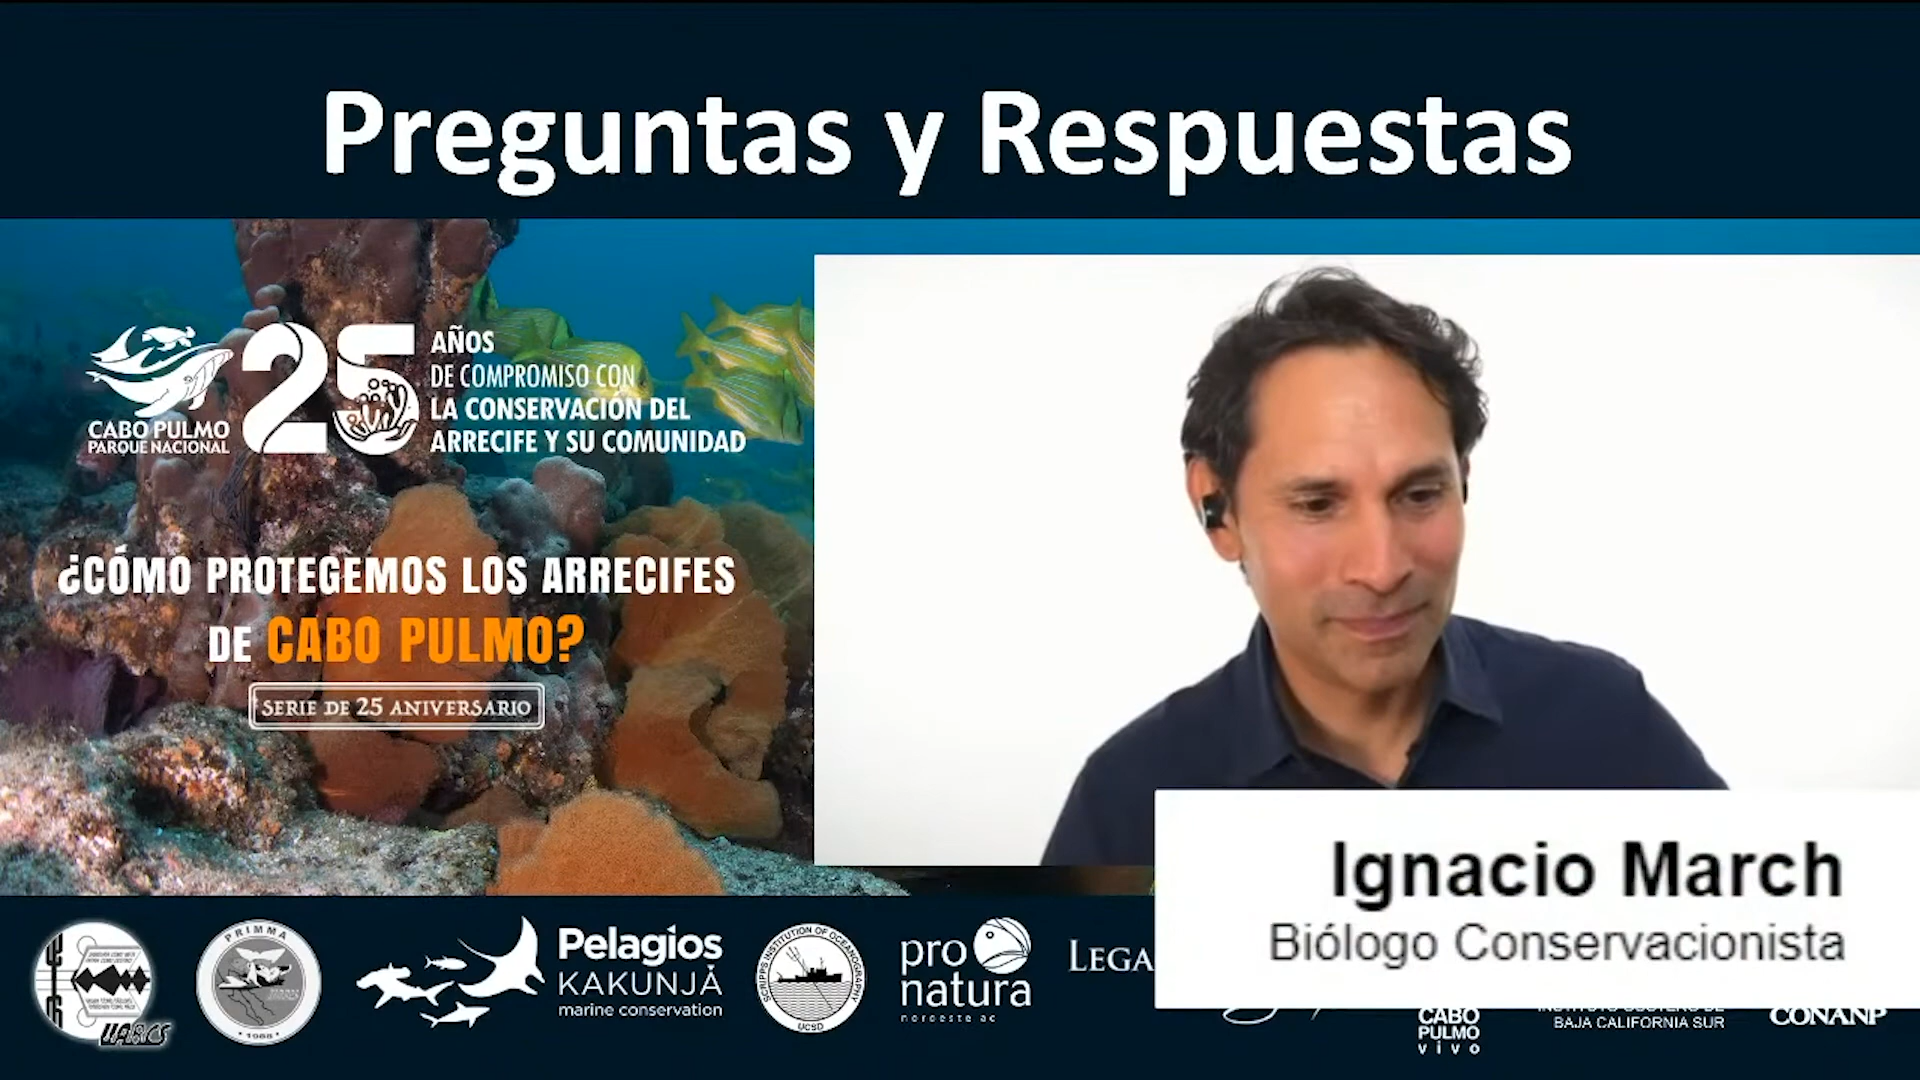 Preguntas y Respuestas
25 AÑOS
DE COMPROMISO CON
LA CONSERVACIÓN DEL
ARRECIFE Y SU COMUNIDAD
CABO PULMO
PARQUE NACIONAL
¿CÓMO PROTEGEMOS LOS ARRECIFES
DE CABO PULMO?
SERIE DE 25 ANIVERSARIO
Ignacio March
Biólogo Conservacionista
UARCS
PRIMMA
1988
Pelagios
KAKUNJÁ
marine conservation
SCRIPPS INSTITUTION OF OCEANOGRAPHY
UCSD
pro
natura
noroeste ac
LEGA
CABO
PULMO
vivo
BAJA CALIFORNIA SUR
CONANP